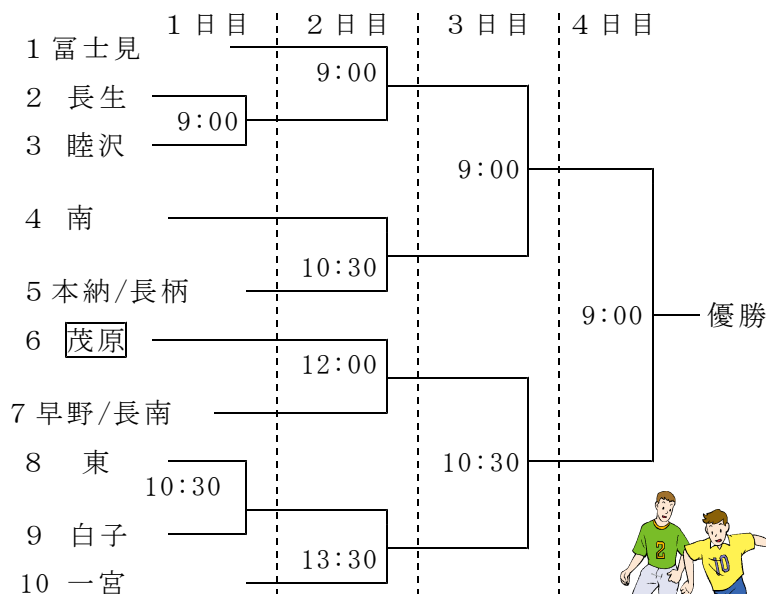 １日目 ２日目 ３日目 ４日目
1 冨士見
9:00
2 長生
9:00
3 睦沢
9:00
4 南
10:30
5 本納/長柄
9:00
優勝
6 茂原
12:00
7 早野/長南
8 東
10:30
10:30
9 白子
13:30
10 一宮
2
10